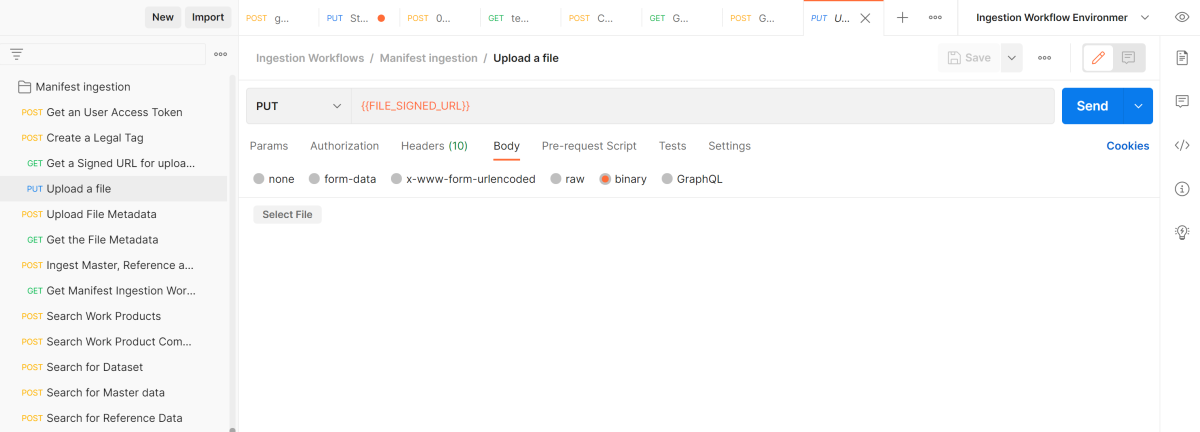 New Import
POST g... PUT St... POST 0... GET te... POST C... GET G... POST G... PUT U... Ingestion Workflow Environmer
Ingestion Workflows / Manifest ingestion / Upload a file
Save
PUT {{FILE_SIGNED_URL}} Send
Params Authorization Headers (10) Body Pre-request Script Tests Settings Cookies
none form-data x-www-form-urlencoded raw binary GraphQL
Select File
Manifest ingestion
POST Get an User Access Token
POST Create a Legal Tag
GET Get a Signed URL for uploa...
PUT Upload a file
POST Upload File Metadata
GET Get the File Metadata
POST Ingest Master, Reference a...
GET Get Manifest Ingestion Wor...
POST Search Work Products
POST Search Work Product Com...
POST Search for Dataset
POST Search for Master data
POST Search for Reference Data